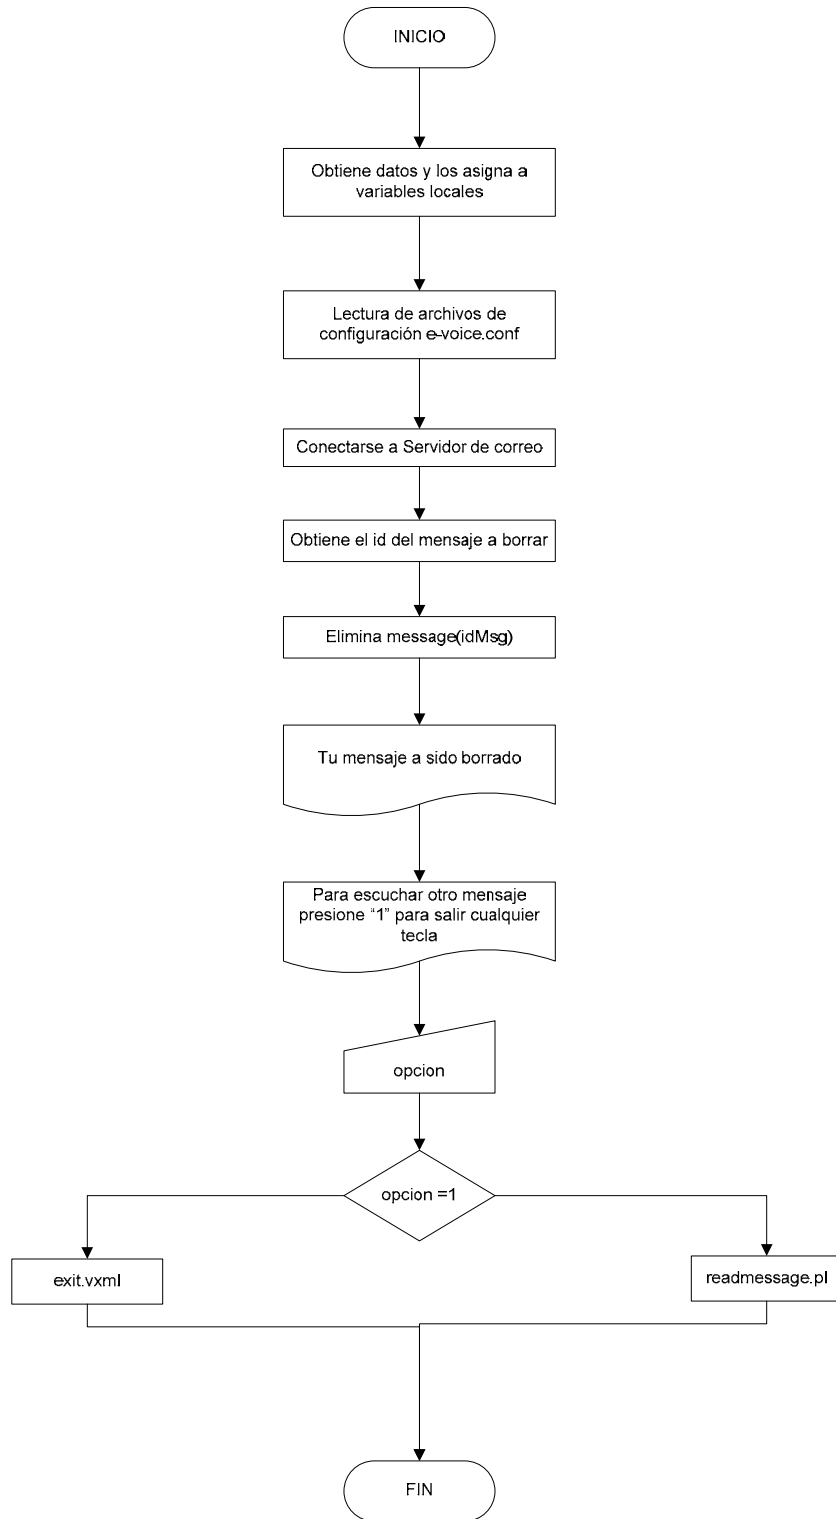 INICIO
Obtiene datos y los asigna a
variables locales
Lectura de archivos de
configuración e-voice.conf
Conectarse a Servidor de correo
Obtiene el id del mensaje a borrar
Elimina message(idMsg)
Tu mensaje a sido borrado
Para escuchar otro mensaje
presione “1” para salir cualquier
tecla
opcion
opcion =1
exit.vxml
readmessage.pl
FIN